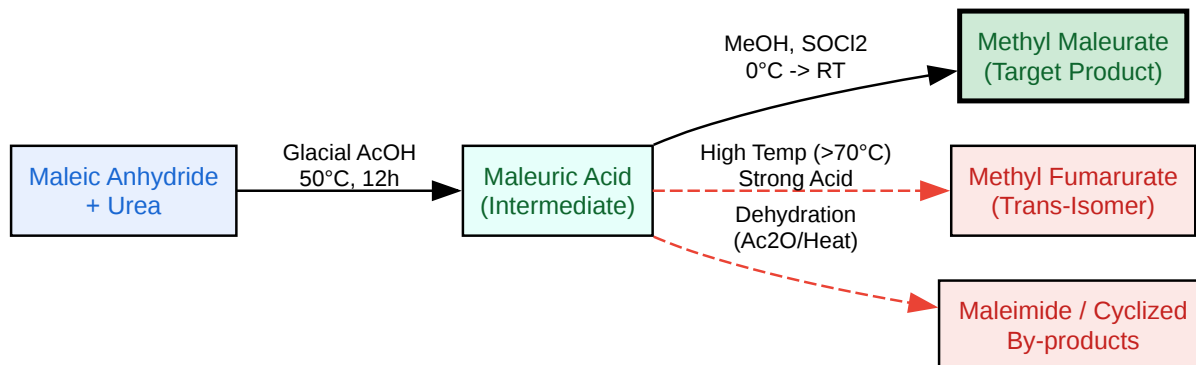 Maleic Anhydride
+ Urea
Glacial AcOH
50°C, 12h
Maleuric Acid
(Intermediate)
MeOH, SOCl2
0°C -> RT
Methyl Maleurate
(Target Product)
High Temp (>70°C)
Strong Acid
Methyl Fumarurate
(Trans-Isomer)
Dehydration
(Ac2O/Heat)
Maleimide / Cyclized
By-products